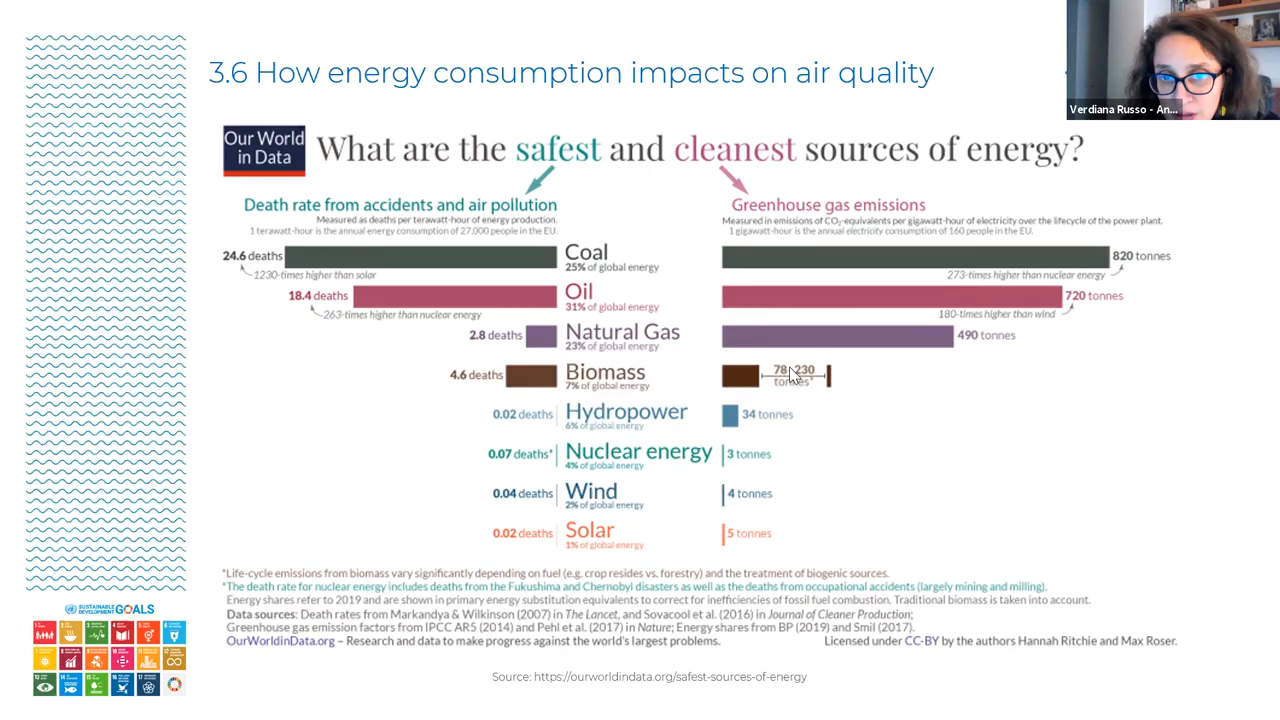 3.6 How energy consumption impacts on air quality
Verdiana Russo - An...
Our World
in Data
What are the safest and cleanest sources of energy?
Death rate from accidents and air pollution
Measured as deaths per terawatt-hour of energy production.
1 terawatt-hour is the annual energy consumption of 27,000 people in the EU.
Greenhouse gas emissions
Measured in emissions of CO₂-equivalents per gigawatt-hour of electricity over the lifecycle of the power plant.
1 gigawatt-hour is the annual electricity consumption of 160 people in the EU.
24.6 deaths
1230-times higher than solar
Coal
25% of global energy
820 tonnes
273-times higher than nuclear energy
18.4 deaths
263-times higher than nuclear energy
Oil
31% of global energy
720 tonnes
180-times higher than wind
2.8 deaths
Natural Gas
23% of global energy
490 tonnes
4.6 deaths
Biomass
7% of global energy
78 230
tonnes*
0.02 deaths
Hydropower
6% of global energy
34 tonnes
0.07 deaths*
Nuclear energy
4% of global energy
3 tonnes
0.04 deaths
Wind
2% of global energy
4 tonnes
0.02 deaths
Solar
1% of global energy
5 tonnes
*Life-cycle emissions from biomass vary significantly depending on fuel (e.g. crop resides vs. forestry) and the treatment of biogenic sources.
*The death rate for nuclear energy includes deaths from the Fukushima and Chernobyl disasters as well as the deaths from occupational accidents (largely mining and milling).
Energy shares refer to 2019 and are shown in primary energy substitution equivalents to correct for inefficiencies of fossil fuel combustion. Traditional biomass is taken into account.
Data sources: Death rates from Markandya & Wilkinson (2007) in The Lancet, and Sovacool et al. (2016) in Journal of Cleaner Production;
Greenhouse gas emission factors from IPCC AR5 (2014) and Pehl et al. (2017) in Nature; Energy shares from BP (2019) and Smil (2017).
OurWorldinData.org – Research and data to make progress against the world's largest problems.
Licensed under CC-BY by the authors Hannah Ritchie and Max Roser.
SUSTAINABLE
DEVELOPMENT
GOALS
Source: https://ourworldindata.org/safest-sources-of-energy